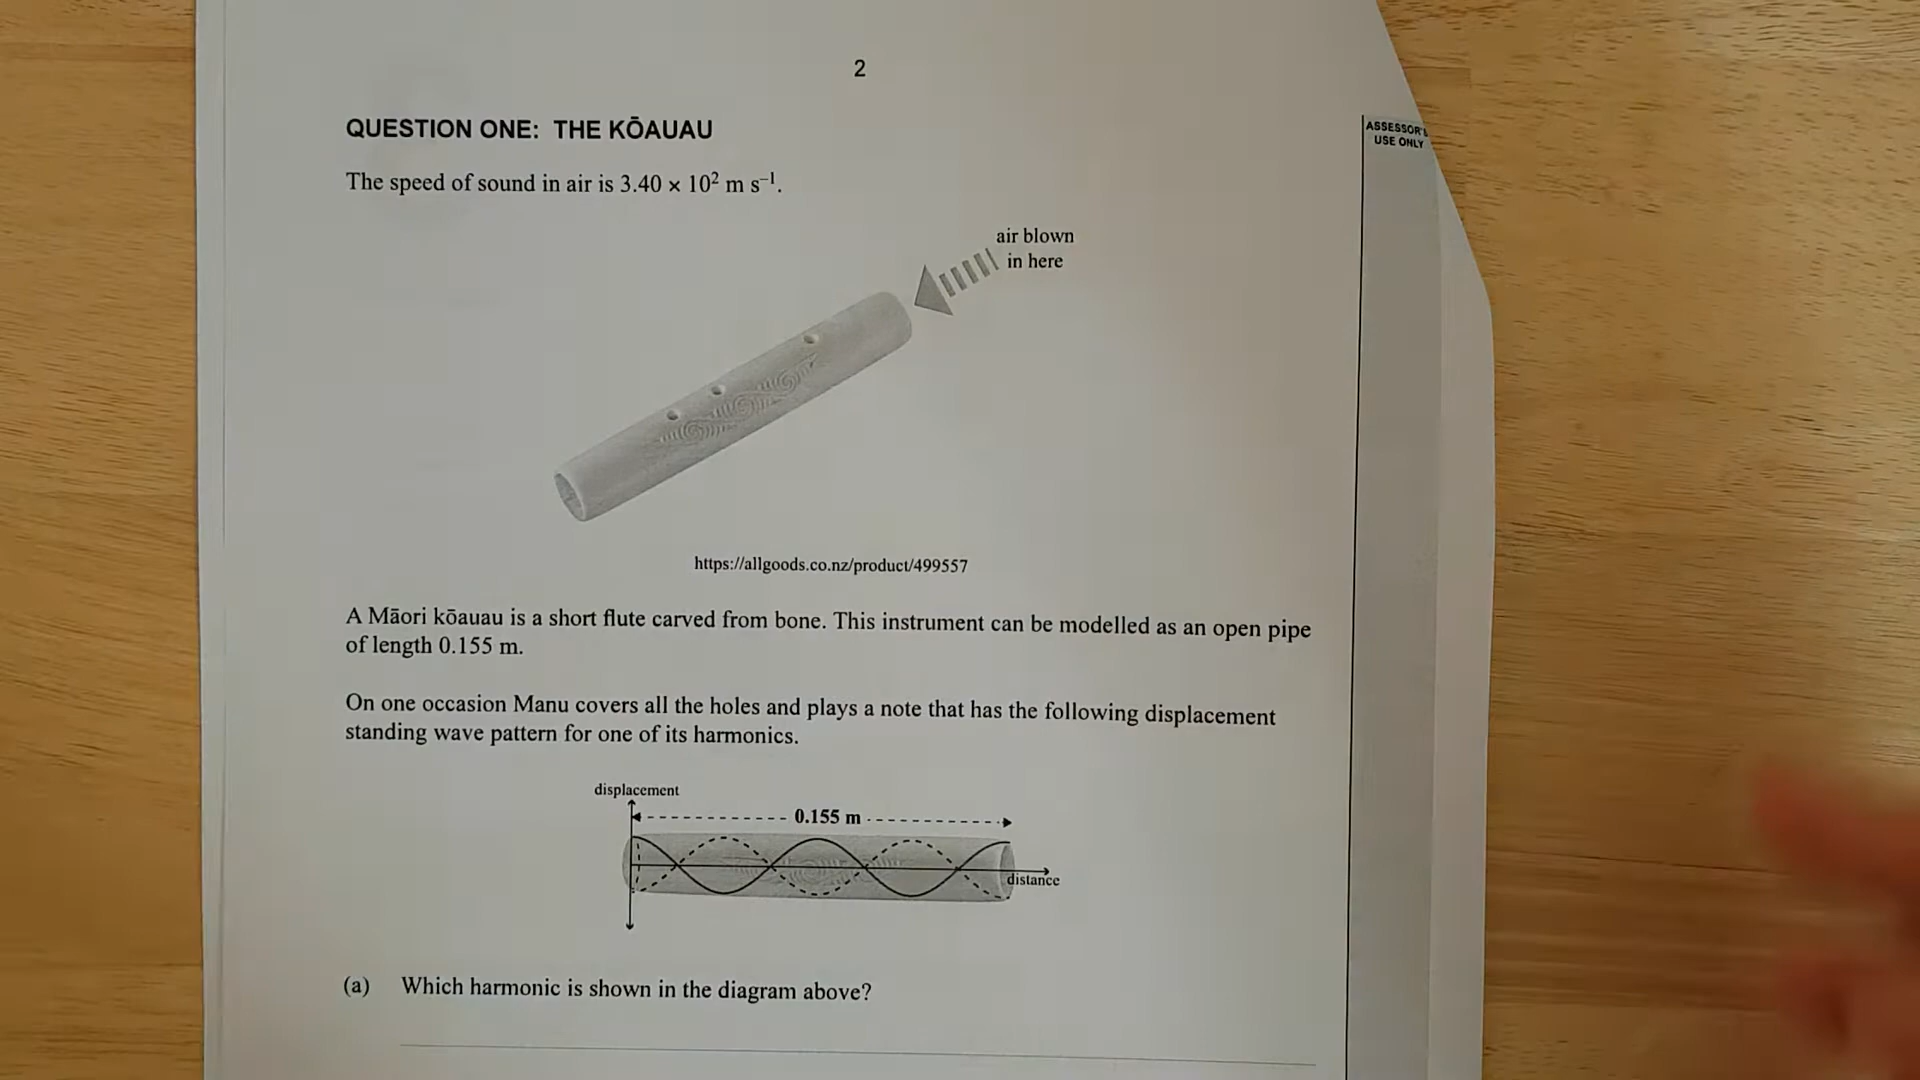 2
QUESTION ONE: THE KŌAUAU
ASSESSOR'S
USE ONLY
The speed of sound in air is 3.40 × 10² m s⁻¹.
air blown
in here
https://allgoods.co.nz/product/499557
A Māori kōauau is a short flute carved from bone. This instrument can be modelled as an open pipe
of length 0.155 m.
On one occasion Manu covers all the holes and plays a note that has the following displacement
standing wave pattern for one of its harmonics.
displacement
0.155 m
distance
(a) Which harmonic is shown in the diagram above?